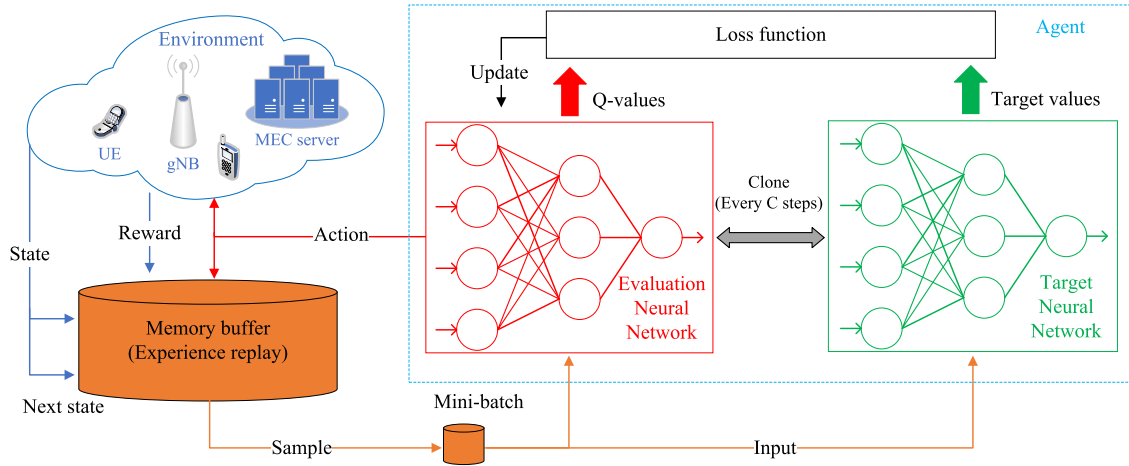 Environment
UE
gNB
MEC server
State
Reward
Action
Memory buffer
(Experience replay)
Next state
Sample
Mini-batch
Input
Agent
Loss function
Update
Q-values
Target values
Clone
(Every C steps)
Evaluation
Neural
Network
Target
Neural
Network